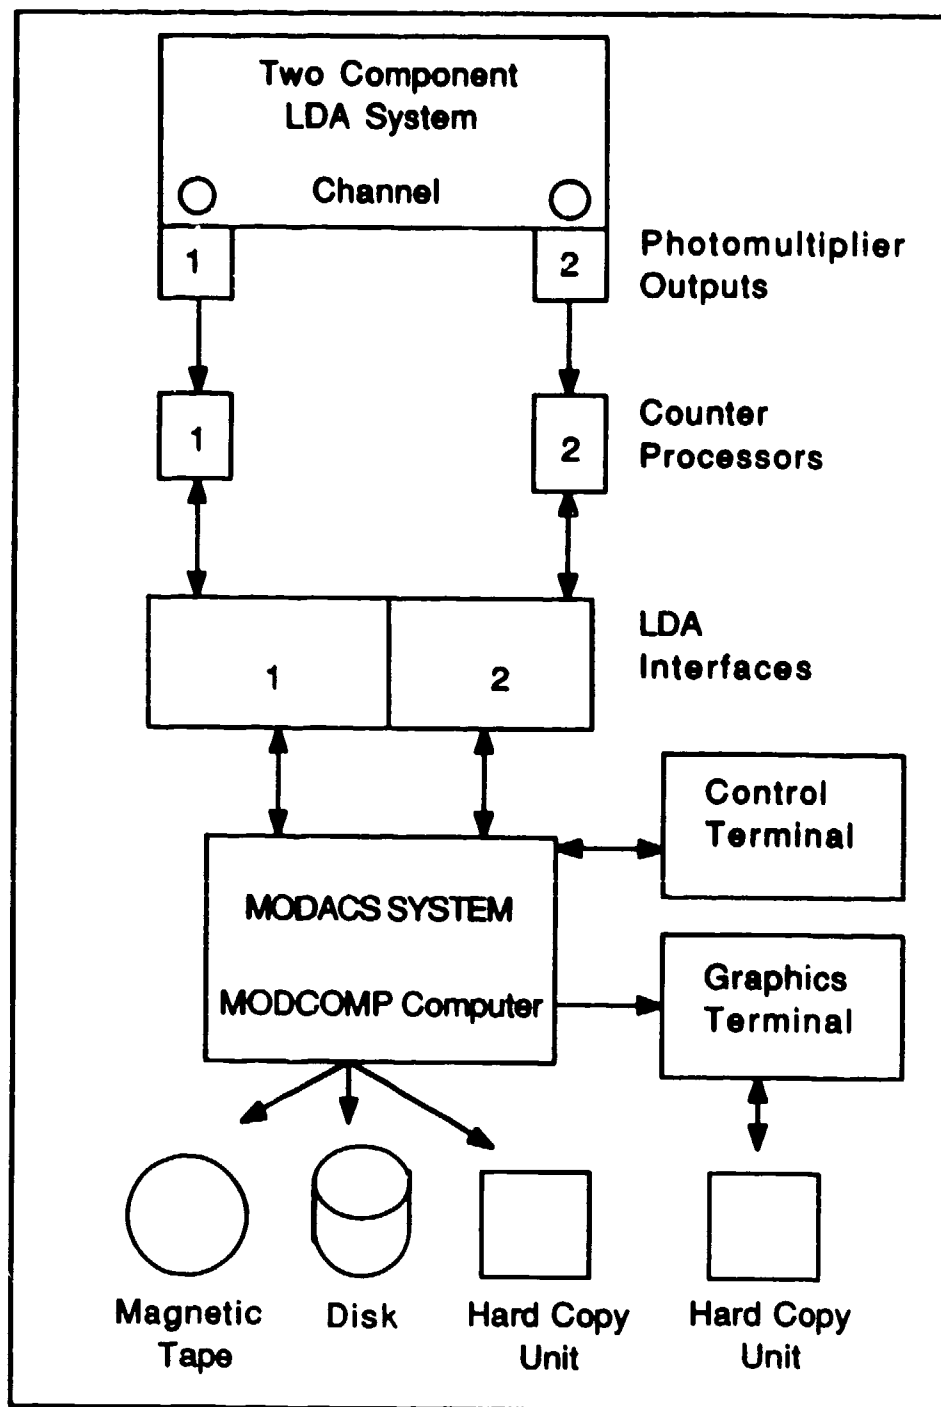 Two Component
LDA System
Channel
1
2
Photomultiplier
Outputs
1
2
Counter
Processors
1
2
LDA
Interfaces
Control
Terminal
MODACS SYSTEM
MODCOMP Computer
Graphics
Terminal
Magnetic
Tape
Disk
Hard Copy
Unit
Hard Copy
Unit